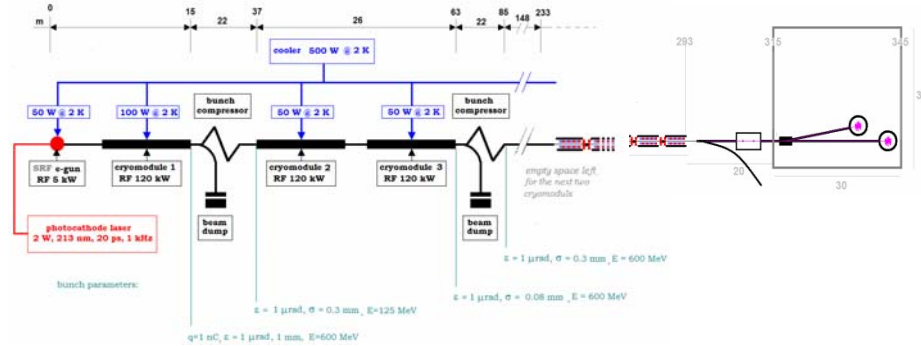 0 15 37 63 85 233
m 22 26 22 148
293 315 345
cooler 500 W @ 2 K
50 W @ 2 K
100 W @ 2 K
bunch
compressor
50 W @ 2 K
50 W @ 2 K
bunch
compressor
SRF e-gun
RF 5 kW
cryomodule 1
RF 120 kW
cryomodule 2
RF 120 kW
cryomodule 3
RF 120 kW
empty space left
for the next two
cryomoduls
20
30
beam
dump
beam
dump
photocathode laser
2 W, 213 nm, 20 ps, 1 kHz
bunch parameters:
ε = 1 μrad, σ = 0.3 mm, E = 600 MeV
ε = 1 μrad, σ = 0.08 mm, E = 600 MeV
ε = 1 μrad, σ = 0.3 mm, E=125 MeV
q=1 nC, ε = 1 μrad, 1 mm, E=600 MeV